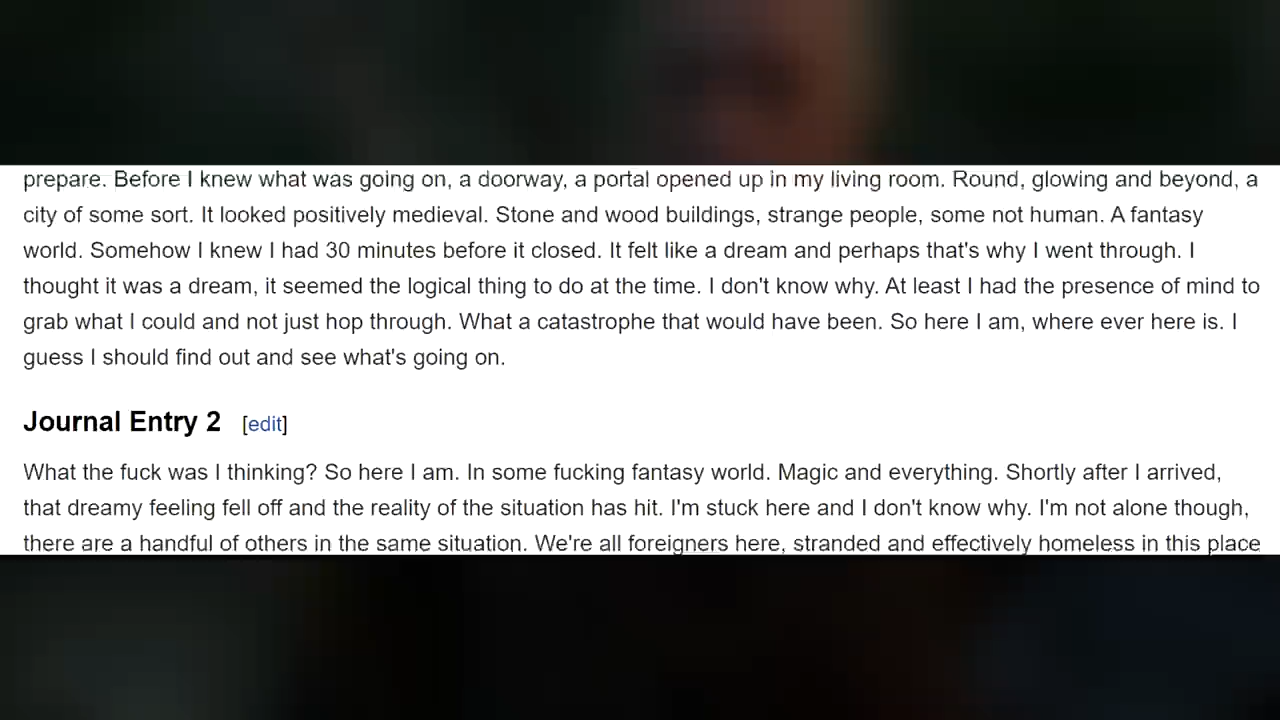 prepare. Before I knew what was going on, a doorway, a portal opened up in my living room. Round, glowing and beyond, a
city of some sort. It looked positively medieval. Stone and wood buildings, strange people, some not human. A fantasy
world. Somehow I knew I had 30 minutes before it closed. It felt like a dream and perhaps that's why I went through. I
thought it was a dream, it seemed the logical thing to do at the time. I don't know why. At least I had the presence of mind to
grab what I could and not just hop through. What a catastrophe that would have been. So here I am, where ever here is. I
guess I should find out and see what's going on.
Journal Entry 2 [edit]
What the fuck was I thinking? So here I am. In some fucking fantasy world. Magic and everything. Shortly after I arrived,
that dreamy feeling fell off and the reality of the situation has hit. I'm stuck here and I don't know why. I'm not alone though,
there are a handful of others in the same situation. We're all foreigners here, stranded and effectively homeless in this place